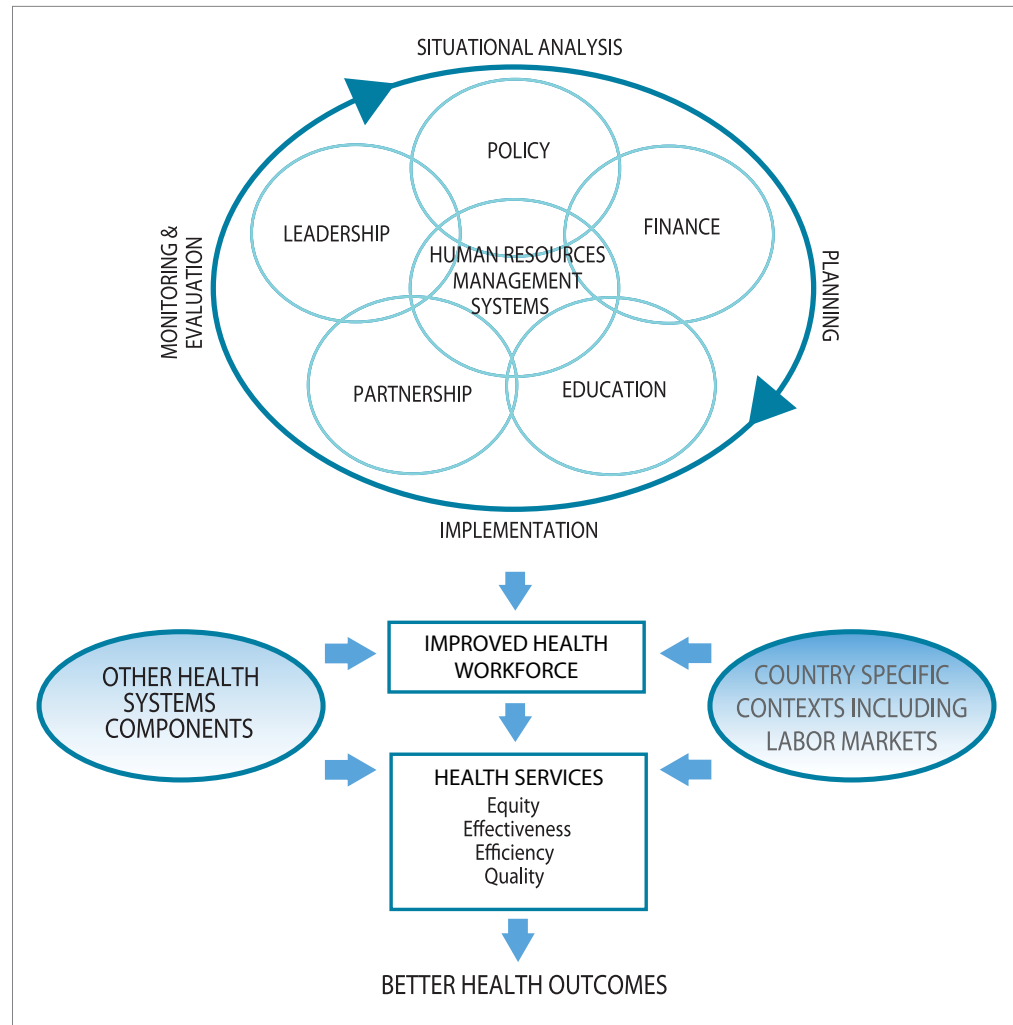 SITUATIONAL ANALYSIS
POLICY
LEADERSHIP
FINANCE
HUMAN RESOURCES
MANAGEMENT
SYSTEMS
MONITORING &
EVALUATION
PLANNING
PARTNERSHIP
EDUCATION
IMPLEMENTATION
IMPROVED HEALTH
WORKFORCE
OTHER HEALTH
SYSTEMS
COMPONENTS
COUNTRY SPECIFIC
CONTEXTS INCLUDING
LABOR MARKETS
HEALTH SERVICES
Equity
Effectiveness
Efficiency
Quality
BETTER HEALTH OUTCOMES